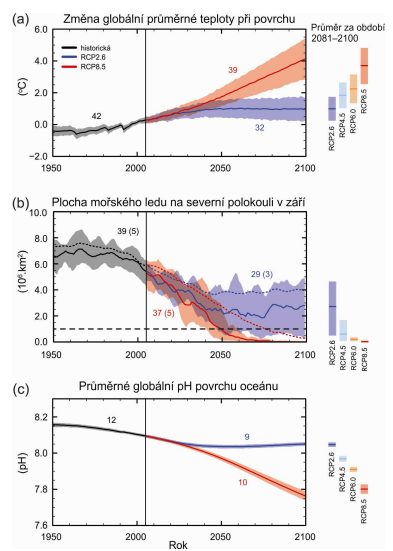 (a) Změna globální průměrné teploty při povrchu
Průměr za období
2081–2100
6.0
4.0
2.0
0.0
−2.0
(°C)
historická
RCP2.6
RCP8.5
42
39
32
1950
2000
2050
2100
RCP2.6
RCP4.5
RCP6.0
RCP8.5
(b) Plocha mořského ledu na severní polokouli v září
10.0
8.0
6.0
4.0
2.0
0.0
(10⁶.km²)
39 (5)
29 (3)
37 (5)
1950
2000
2050
2100
RCP2.6
RCP4.5
RCP6.0
RCP8.5
(c) Průměrné globální pH povrchu oceánu
8.2
8.0
7.8
7.6
(pH)
12
9
10
1950
2000
2050
2100
Rok
RCP2.6
RCP4.5
RCP6.0
RCP8.5